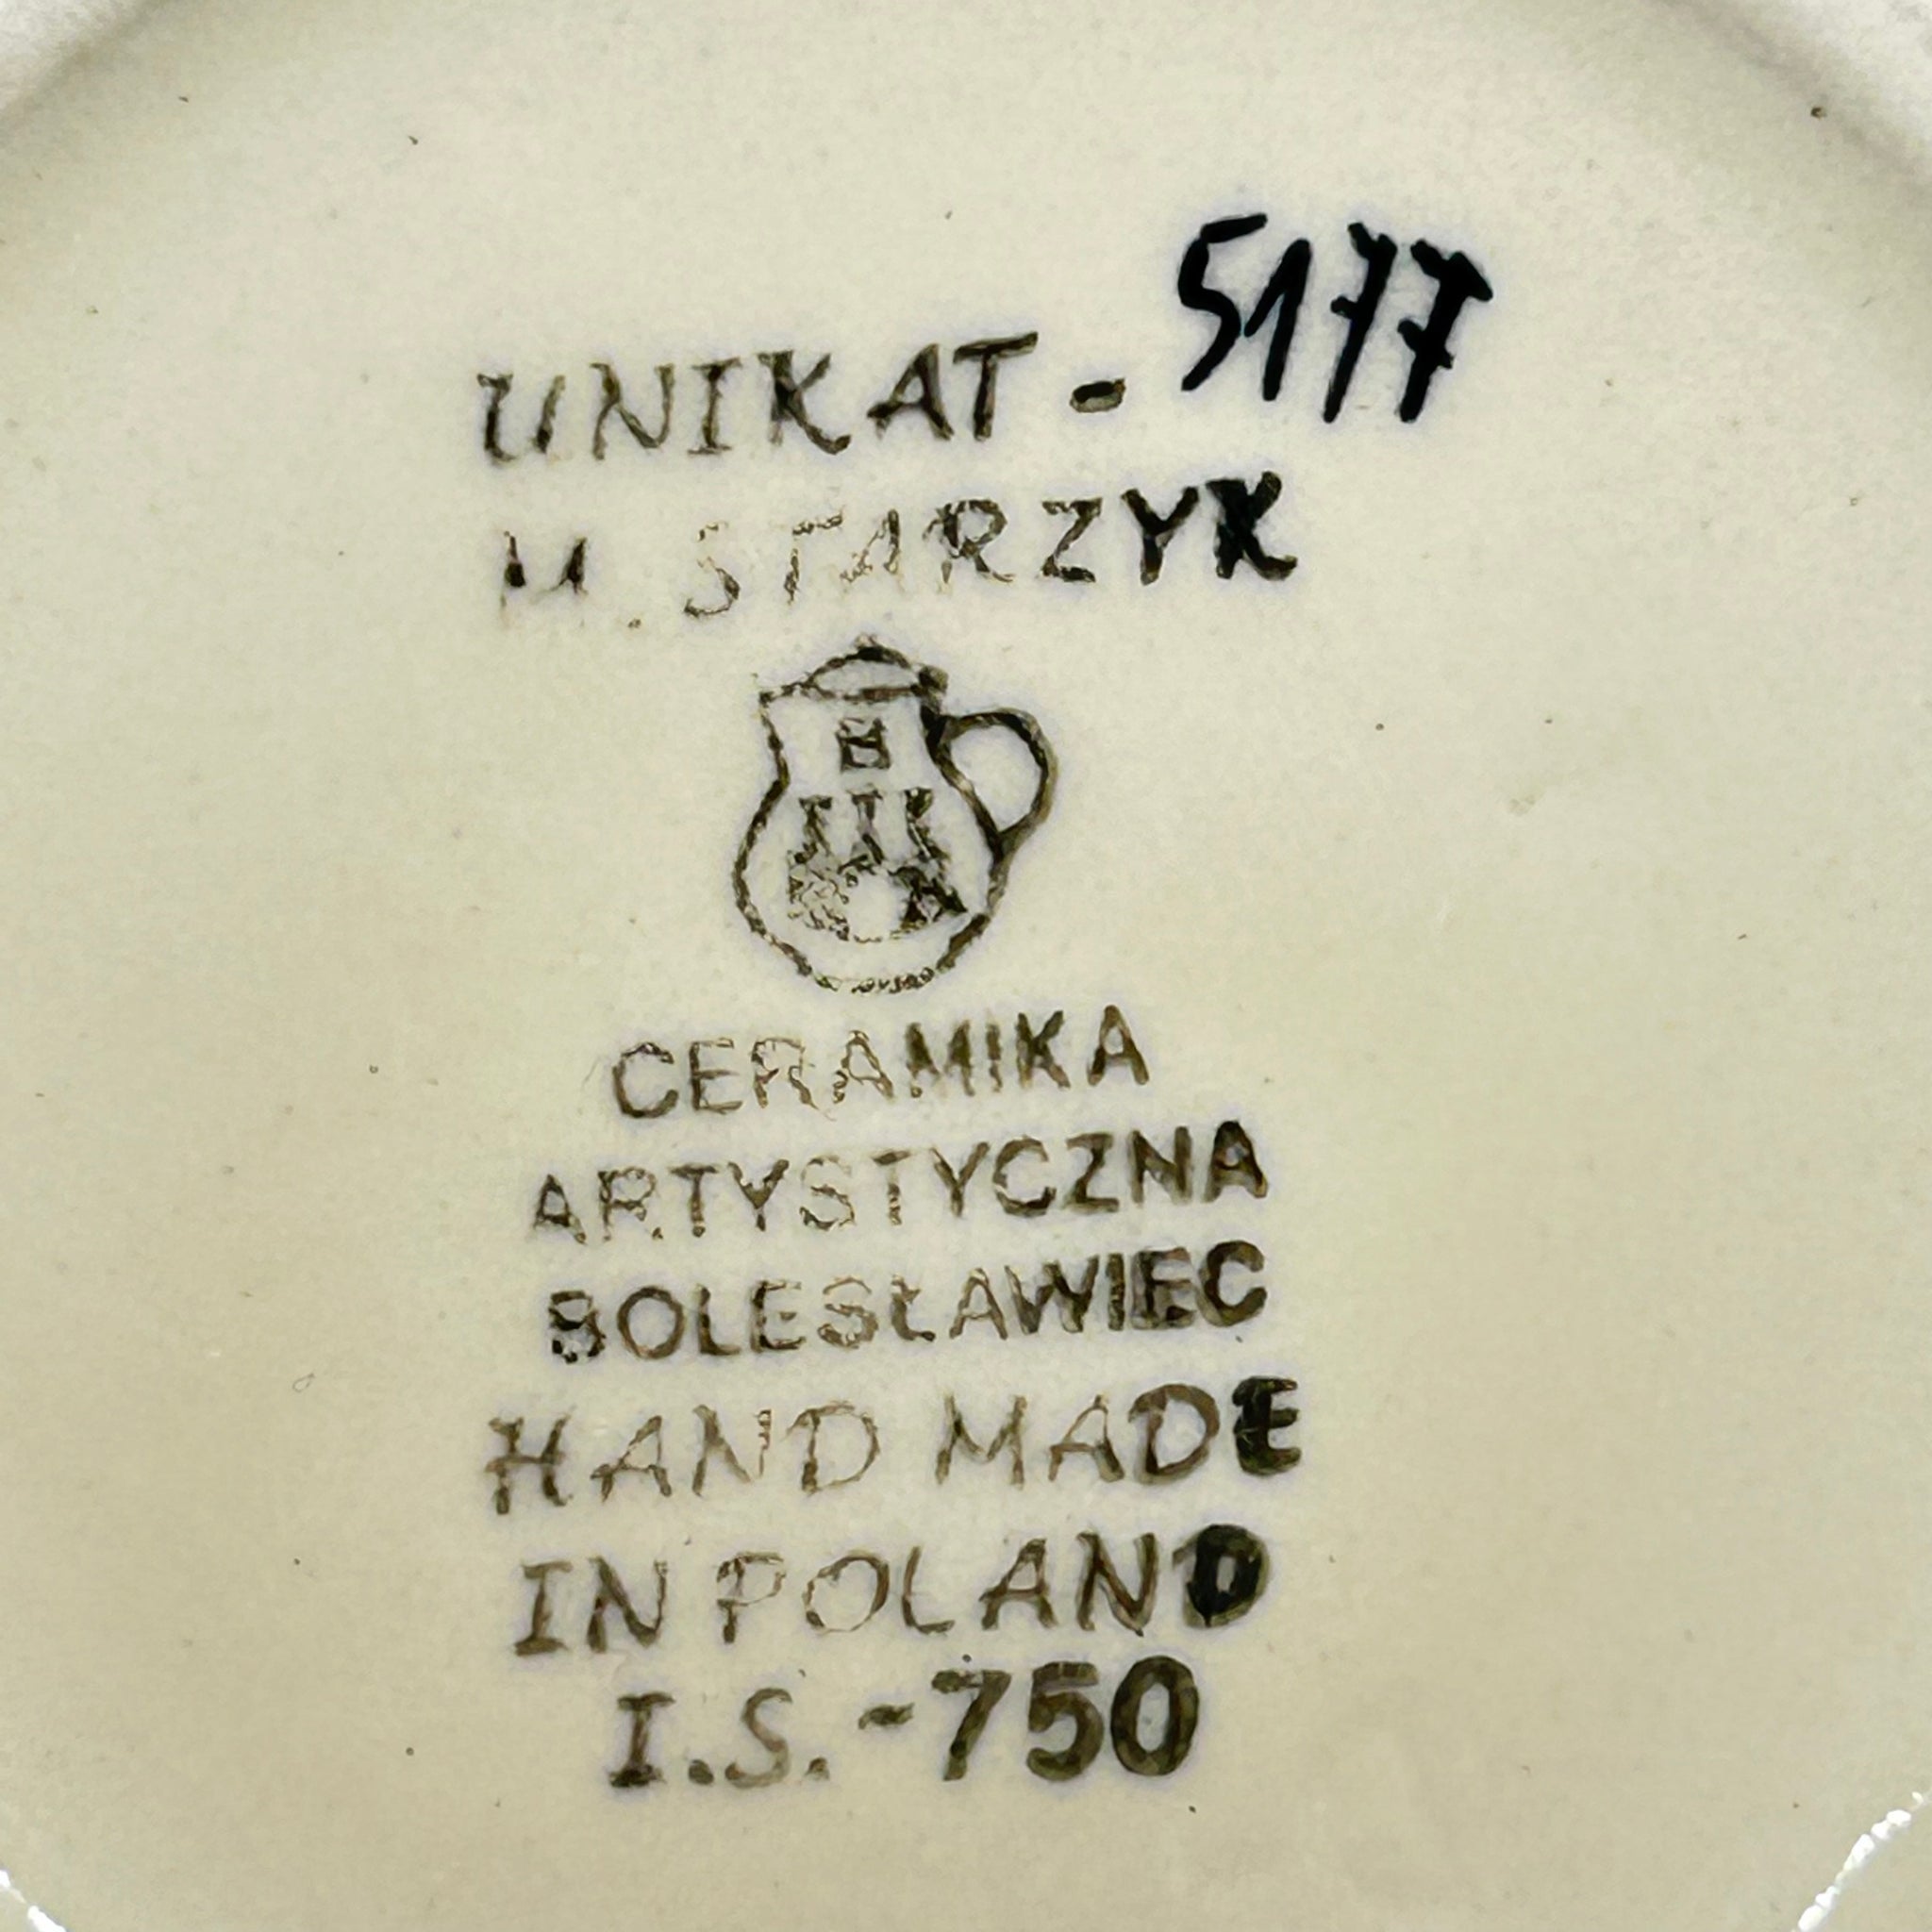 UNIKAT - 5177
M. STARZYK
B
CERAMIKA
ARTYSTYCZNA
BOLESŁAWIEC
HAND MADE
IN POLAND
I.S.-750